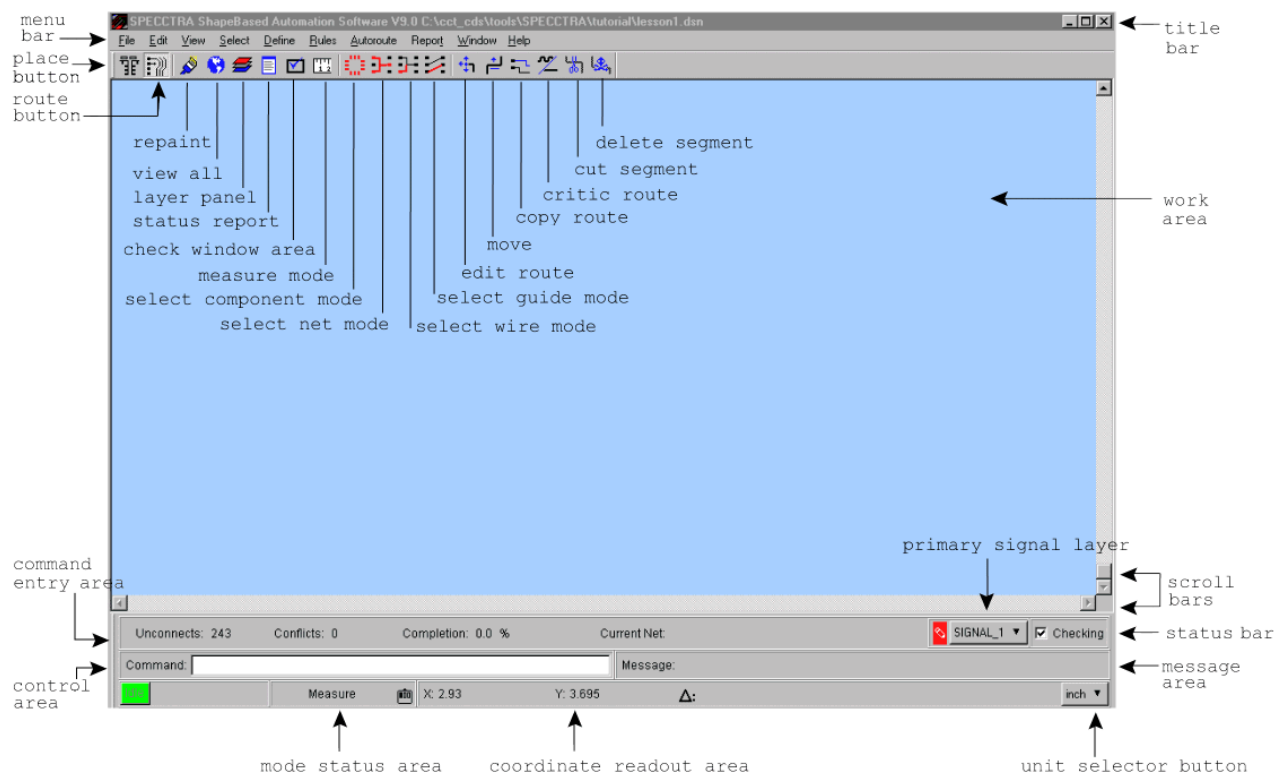 menu
bar
SPECCTRA ShapeBased Automation Software V9.0 C:\cct_cds\tools\SPECCTRA\tutorial\lesson1.dsn
title
bar
File Edit View Select Define Rules Autoroute Report Window Help
place
button
route
button
repaint
delete segment
view all
cut segment
layer panel
critic route
status report
copy route
work
area
check window area
move
measure mode
edit route
select component mode
select guide mode
select net mode
select wire mode
primary signal layer
command
entry area
scroll
bars
Unconnects: 243 Conflicts: 0 Completion: 0.0 % Current Net: SIGNAL_1 Checking
status bar
Command: Message:
message
area
control
area
Idle Measure X: 2.93 Y: 3.695 Δ: inch
mode status area
coordinate readout area
unit selector button